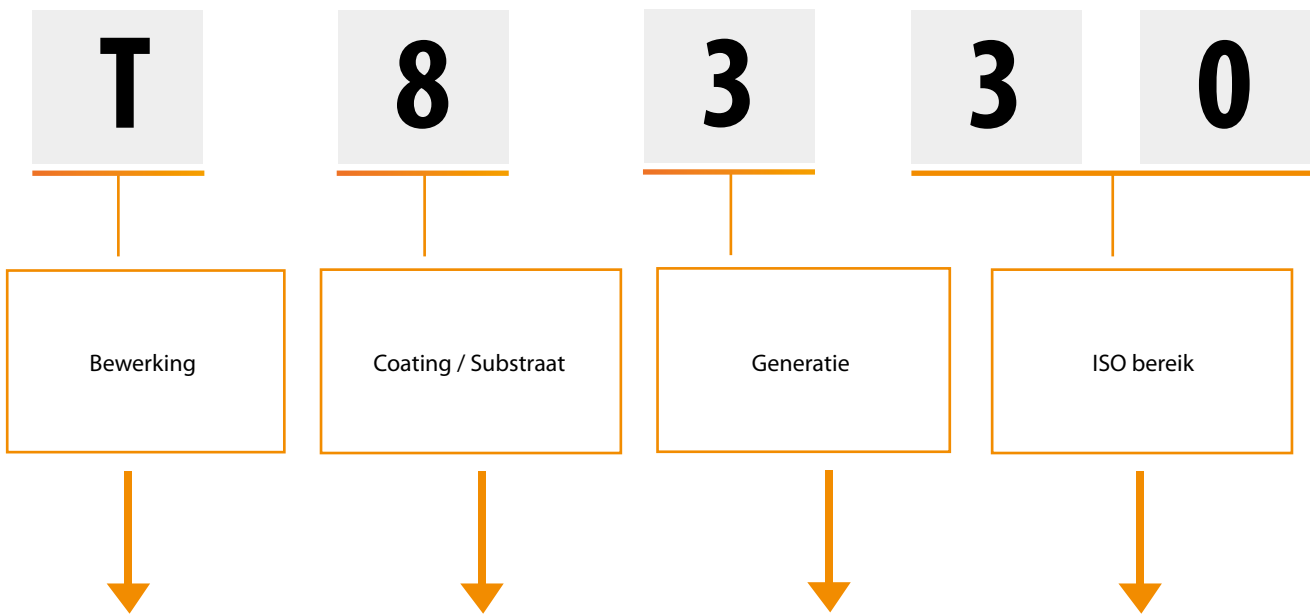 T 8 3 3 0
Bewerking
Coating / Substraat
Generatie
ISO bereik